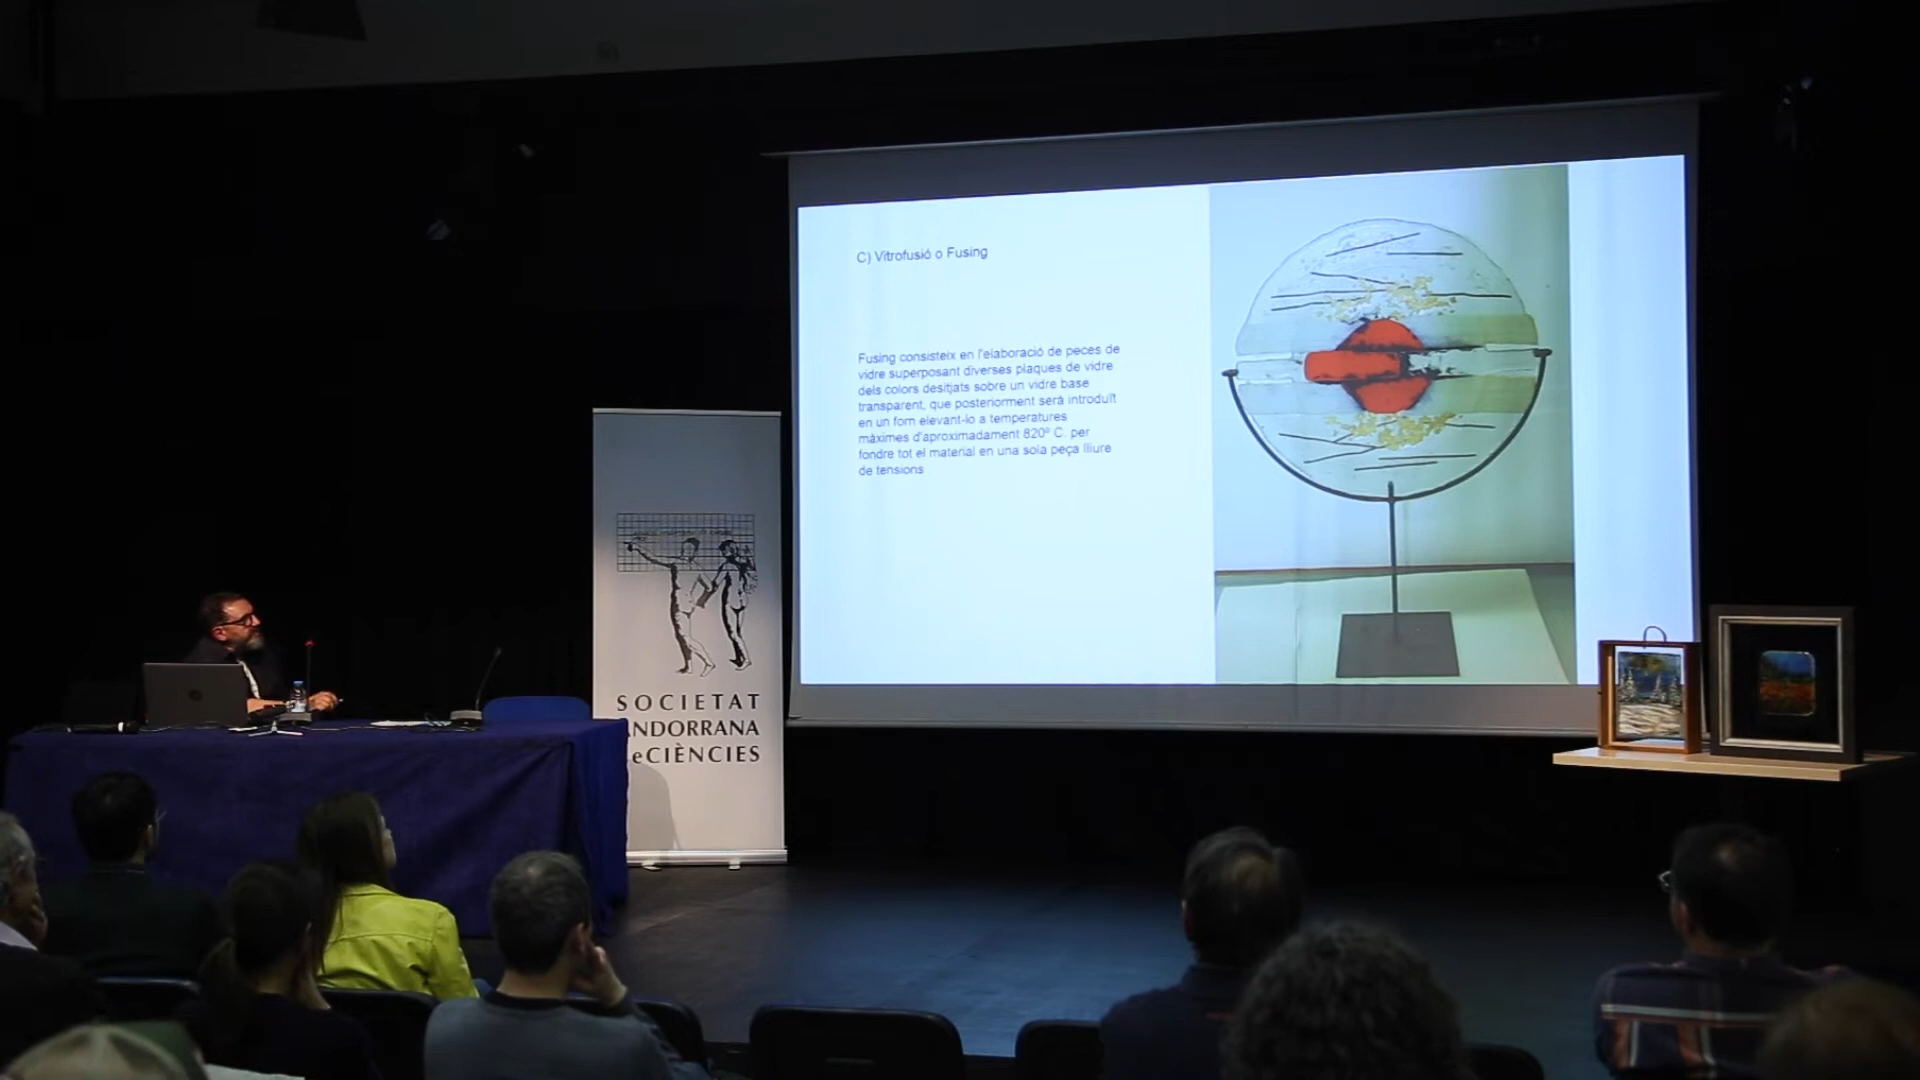 C) Vitrofusió o Fusing
Fusing consisteix en l'elaboració de peces de
vidre superposant diverses plaques de vidre
dels colors desitjats sobre un vidre base
transparent, que posteriorment serà introduït
en un forn elevant-lo a temperatures
màximes d'aproximadament 820º C. per
fondre tot el material en una sola peça lliure
de tensions
SOCIETAT
NDORRANA
eCIÈNCIES